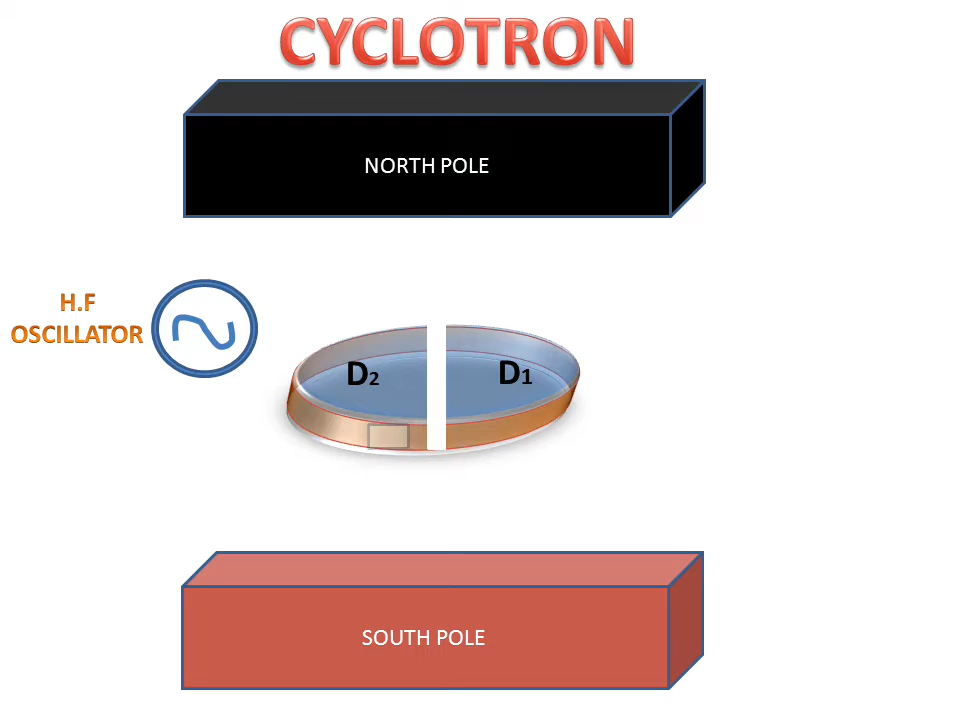 CYCLOTRON
NORTH POLE
H.F
OSCILLATOR
D2
D1
SOUTH POLE